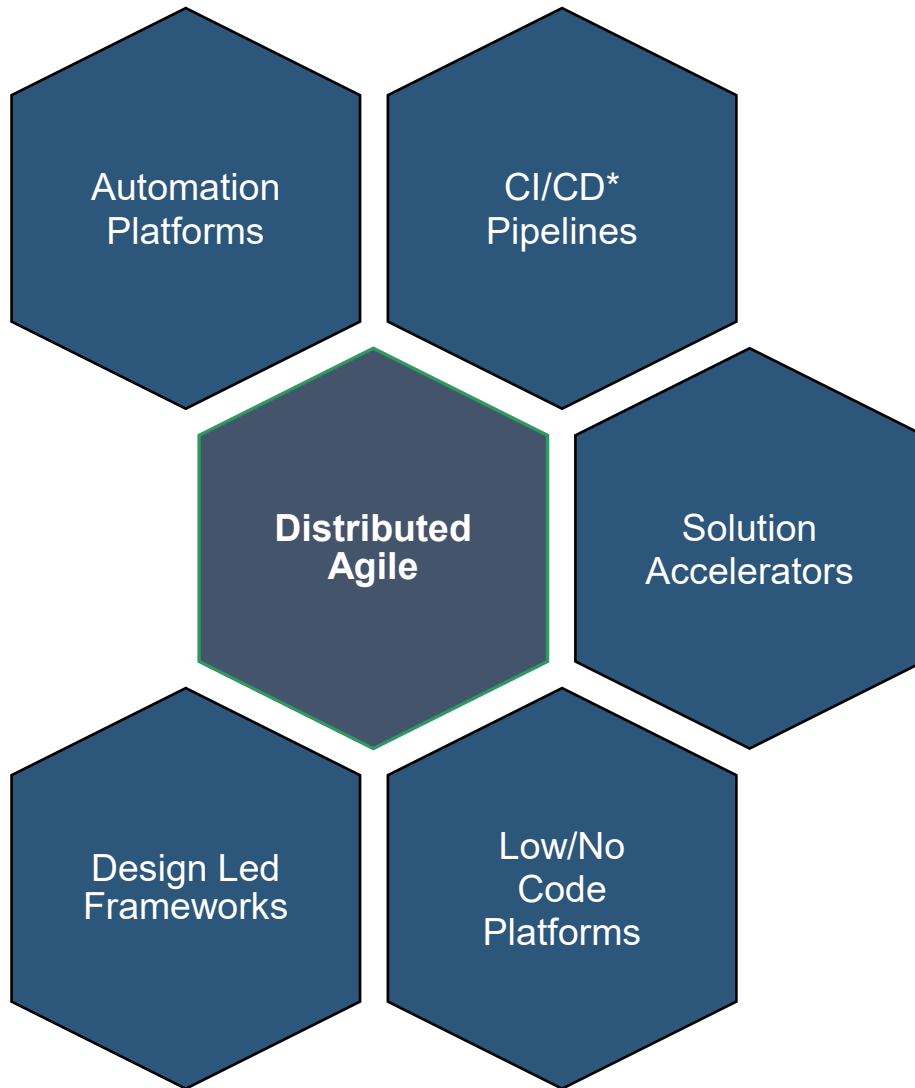 Automation
Platforms
CI/CD*
Pipelines
Distributed
Agile
Solution
Accelerators
Design Led
Frameworks
Low/No
Code
Platforms